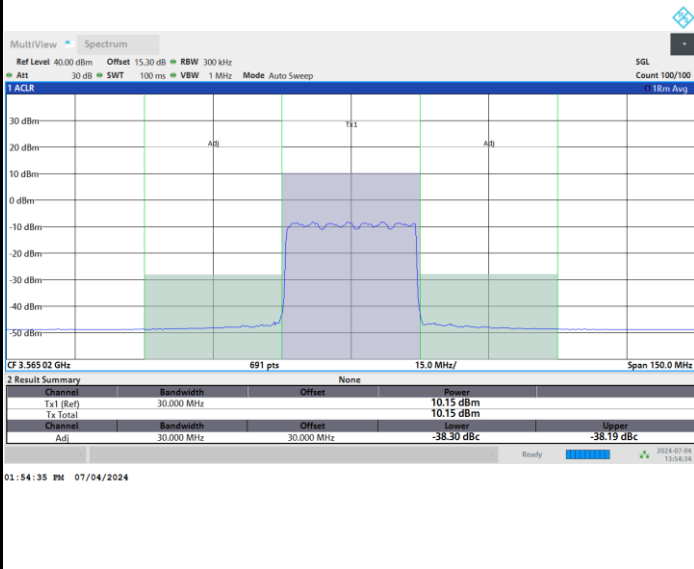 MultiView Spectrum
Ref Level 40.00 dBm Offset 15.30 dB RBW 300 kHz SGL
Att 30 dB SWT 100 ms VBW 1 MHz Mode Auto Sweep Count 100/100
1 ACLR 1Rm Avg
30 dBm
Tx1
20 dBm
Adj Adj
10 dBm
0 dBm
-10 dBm
-20 dBm
-30 dBm
-40 dBm
-50 dBm
CF 3.565 02 GHz 691 pts 15.0 MHz/ Span 150.0 MHz
2 Result Summary None
Channel Bandwidth Offset Power
Tx1 (Ref) 30.000 MHz 10.15 dBm
Tx Total 10.15 dBm
Channel Bandwidth Offset Lower Upper
Adj 30.000 MHz 30.000 MHz -38.30 dBc -38.19 dBc
Ready 2024-07-04
13:54:34
01:54:35 PM 07/04/2024